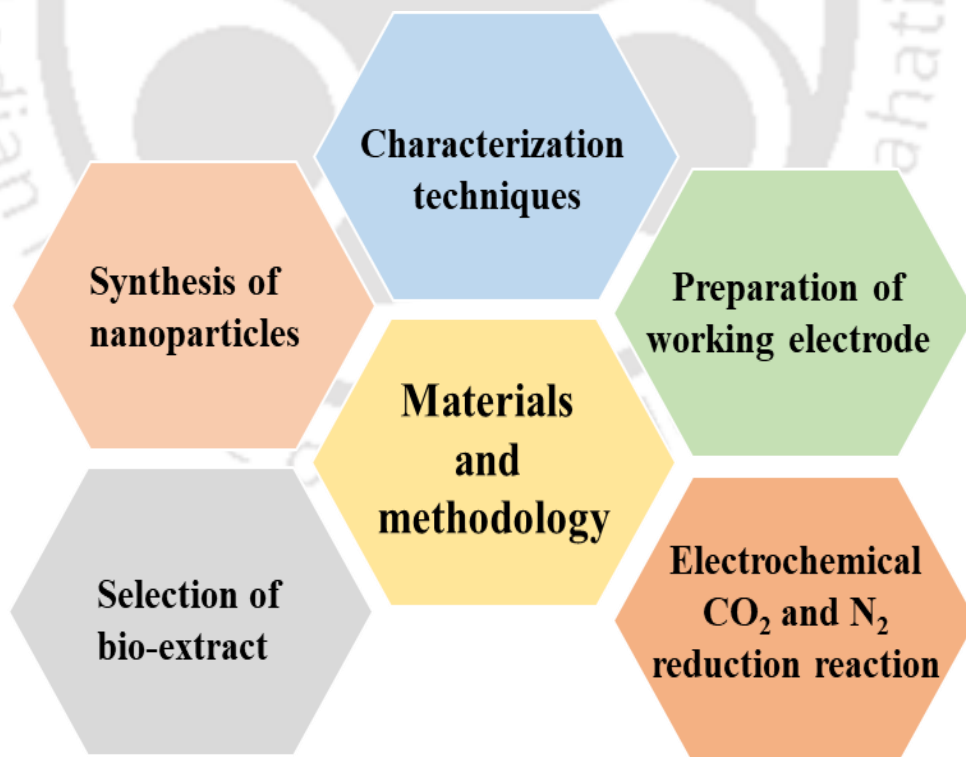 Characterization
techniques
Synthesis of
nanoparticles
Preparation of
working electrode
Materials
and
methodology
Selection of
bio-extract
Electrochemical
CO₂ and N₂
reduction reaction